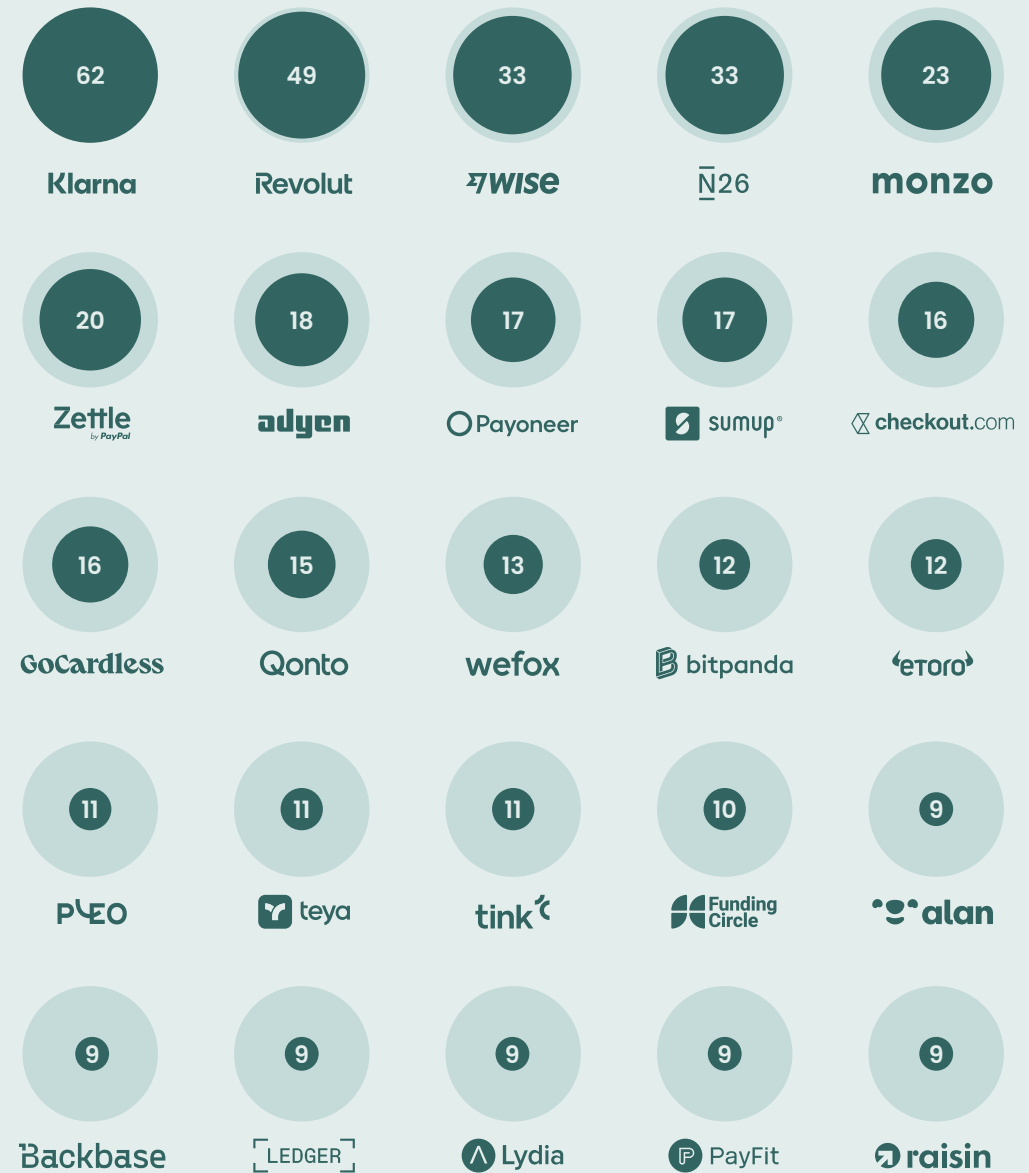 62 49 33 33 23
Klarna Revolut WISE N26 monzo
20 18 17 17 16
Zettle adyen Payoneer sumup® checkout.com
by PayPal
16 15 13 12 12
GoCardless Qonto wefox bitpanda eTORO
11 11 11 10 9
PLEO teya tink Funding Circle alan
9 9 9 9 9
Backbase LEDGER Lydia PayFit raisin